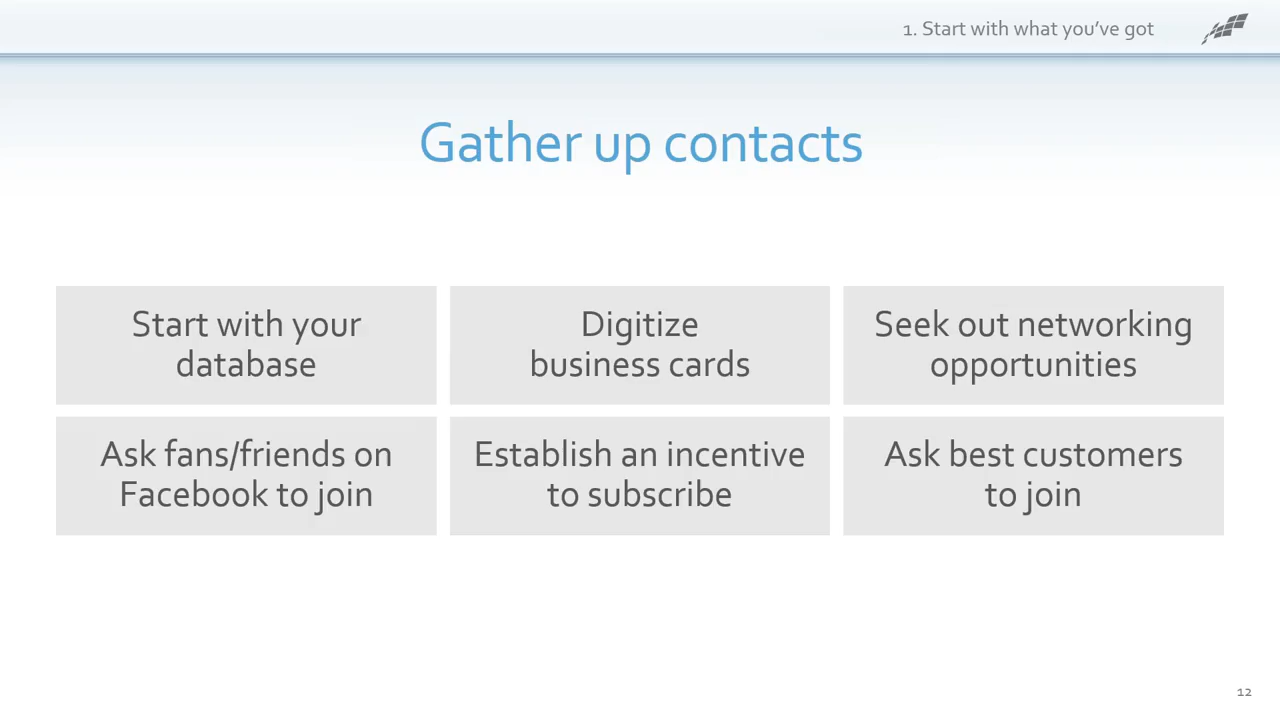 1. Start with what you’ve got
Gather up contacts
Start with your
database
Digitize
business cards
Seek out networking
opportunities
Ask fans/friends on
Facebook to join
Establish an incentive
to subscribe
Ask best customers
to join
12